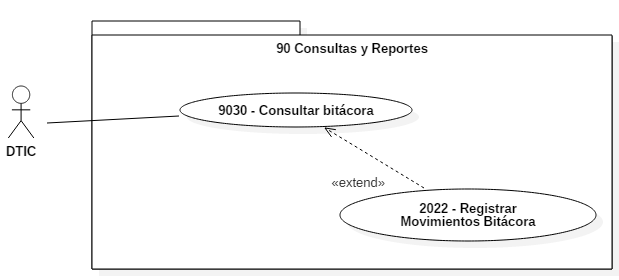 90 Consultas y Reportes
9030 - Consultar bitácora
DTIC
«extend»
2022 - Registrar
Movimientos Bitácora